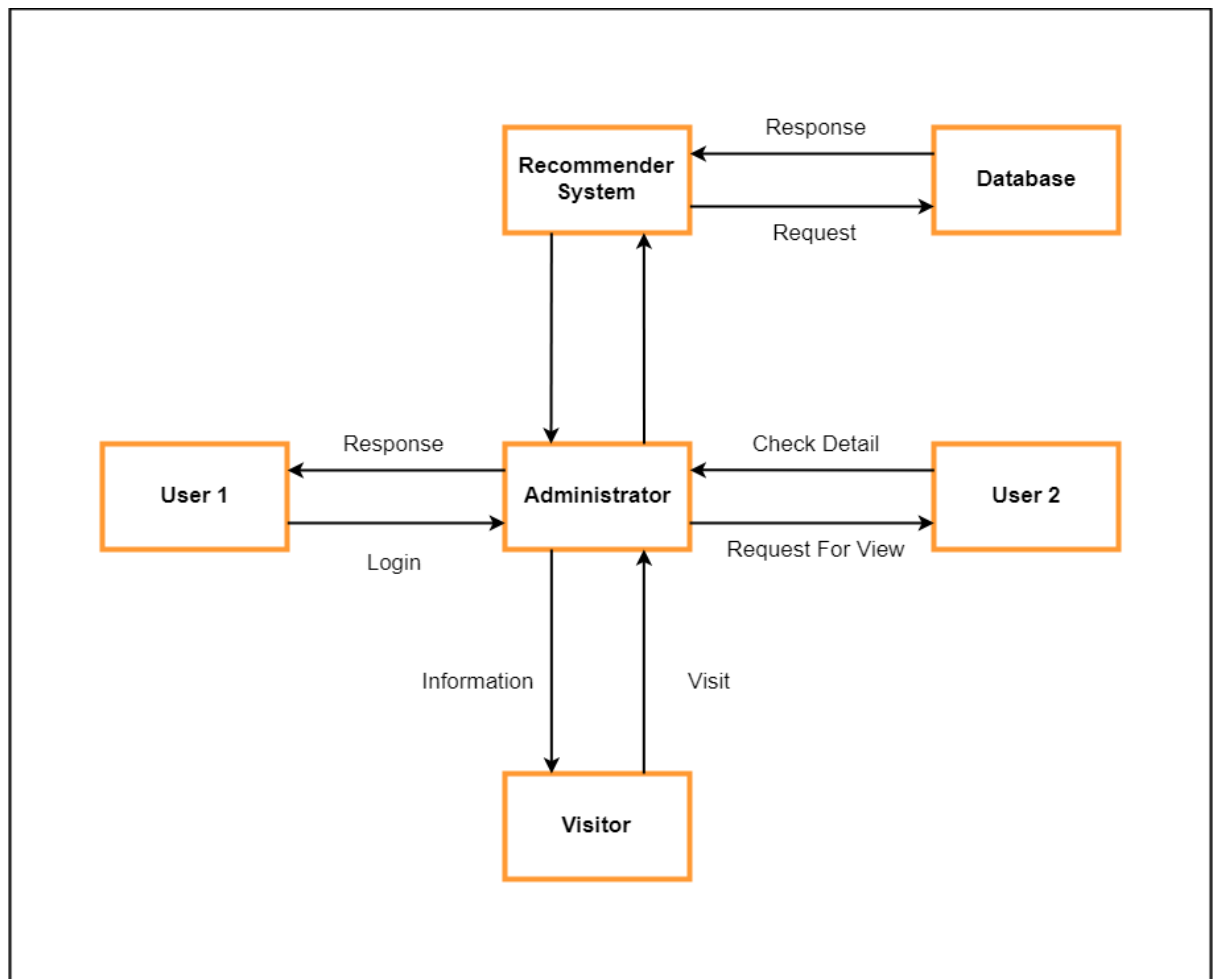 Response
Recommender
System
Database
Request
Response
Check Detail
User 1
Administrator
User 2
Login
Request For View
Information
Visit
Visitor